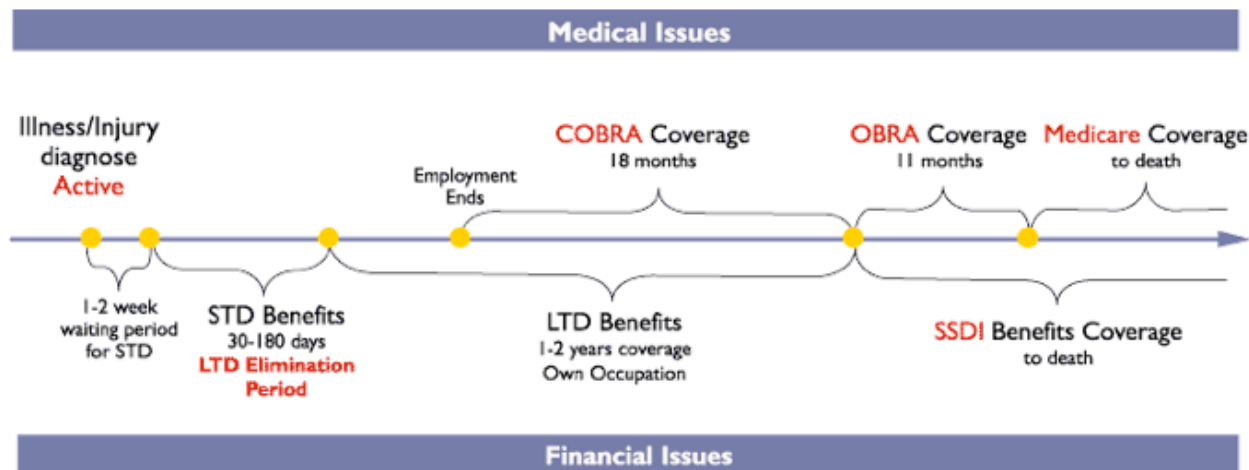 Medical Issues
Illness/Injury
diagnose
Active
Employment
Ends
COBRA Coverage
18 months
OBRA Coverage
11 months
Medicare Coverage
to death
1-2 week
waiting period
for STD
STD Benefits
30-180 days
LTD Elimination
Period
LTD Benefits
1-2 years coverage
Own Occupation
SSDI Benefits Coverage
to death
Financial Issues